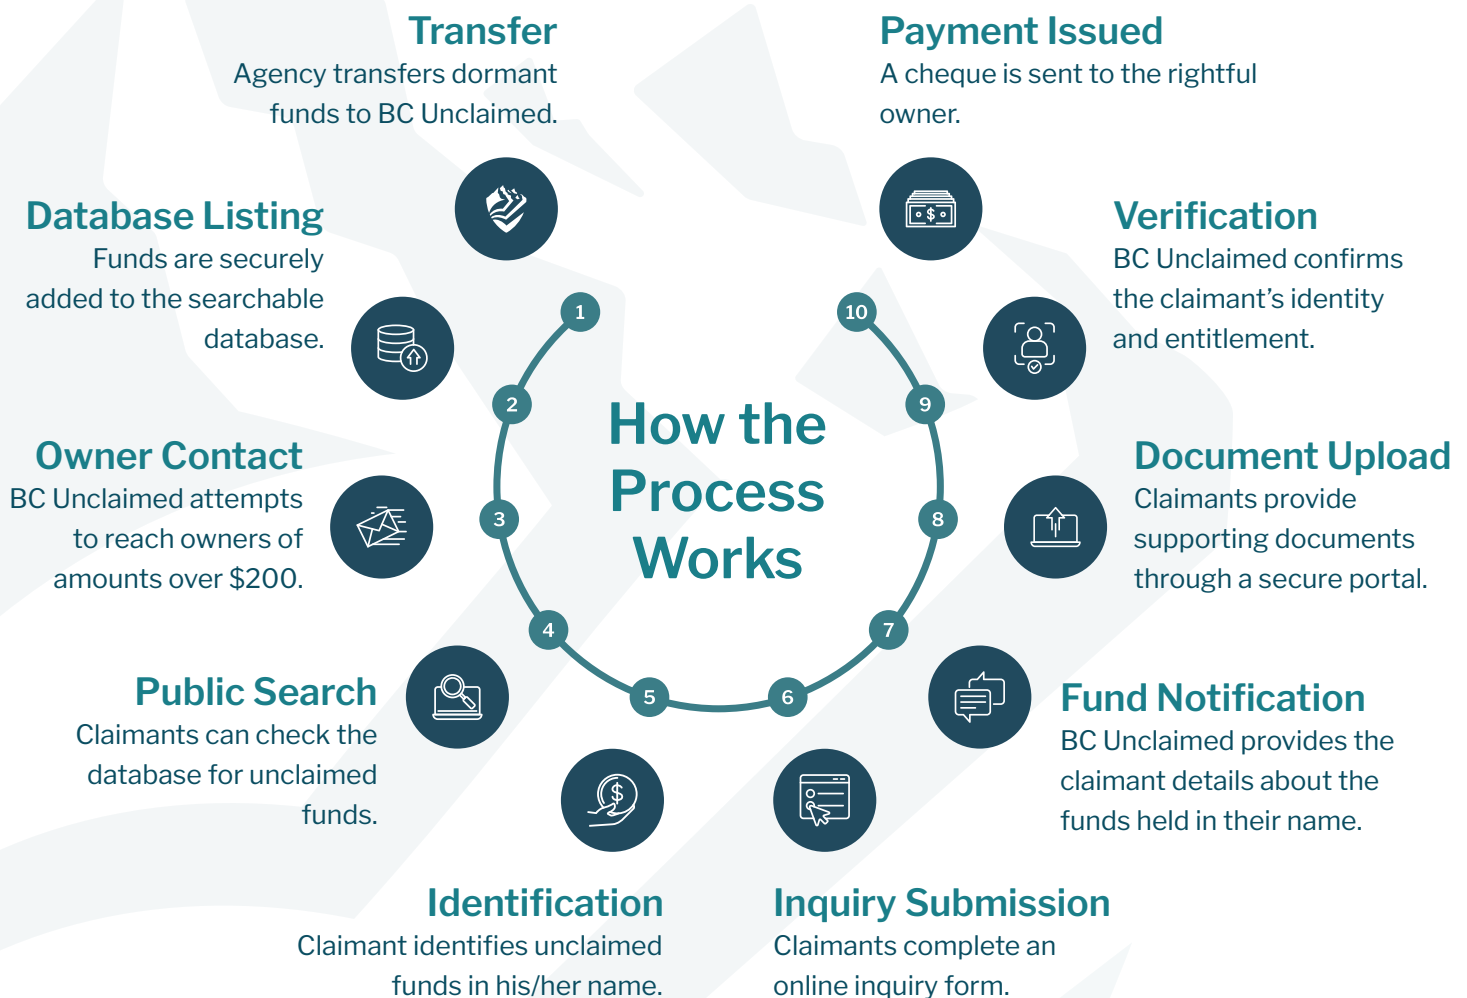 How the
Process
Works
1
Transfer
Agency transfers dormant
funds to BC Unclaimed.
2
Database Listing
Funds are securely
added to the searchable
database.
3
Owner Contact
BC Unclaimed attempts
to reach owners of
amounts over $200.
4
Public Search
Claimants can check the
database for unclaimed
funds.
5
Identification
Claimant identifies unclaimed
funds in his/her name.
6
Inquiry Submission
Claimants complete an
online inquiry form.
7
Fund Notification
BC Unclaimed provides the
claimant details about the
funds held in their name.
8
Document Upload
Claimants provide
supporting documents
through a secure portal.
9
Verification
BC Unclaimed confirms
the claimant’s identity
and entitlement.
10
Payment Issued
A cheque is sent to the rightful
owner.
$
$